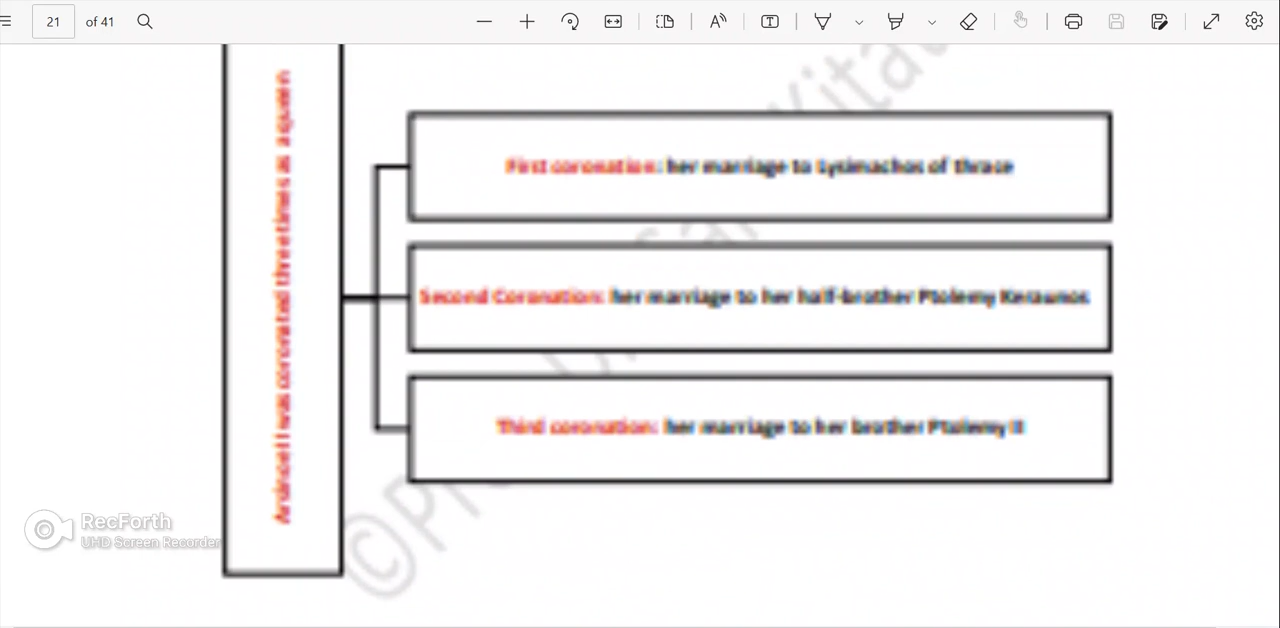 21 of 41
was coronated three times as a queen
First coronation: her marriage to Lysimachos of Thrace
Second Coronation: her marriage to her half-brother Ptolemy Keraunos
Third coronation: her marriage to her brother Ptolemy II
RecForth
UHD Screen Recorder